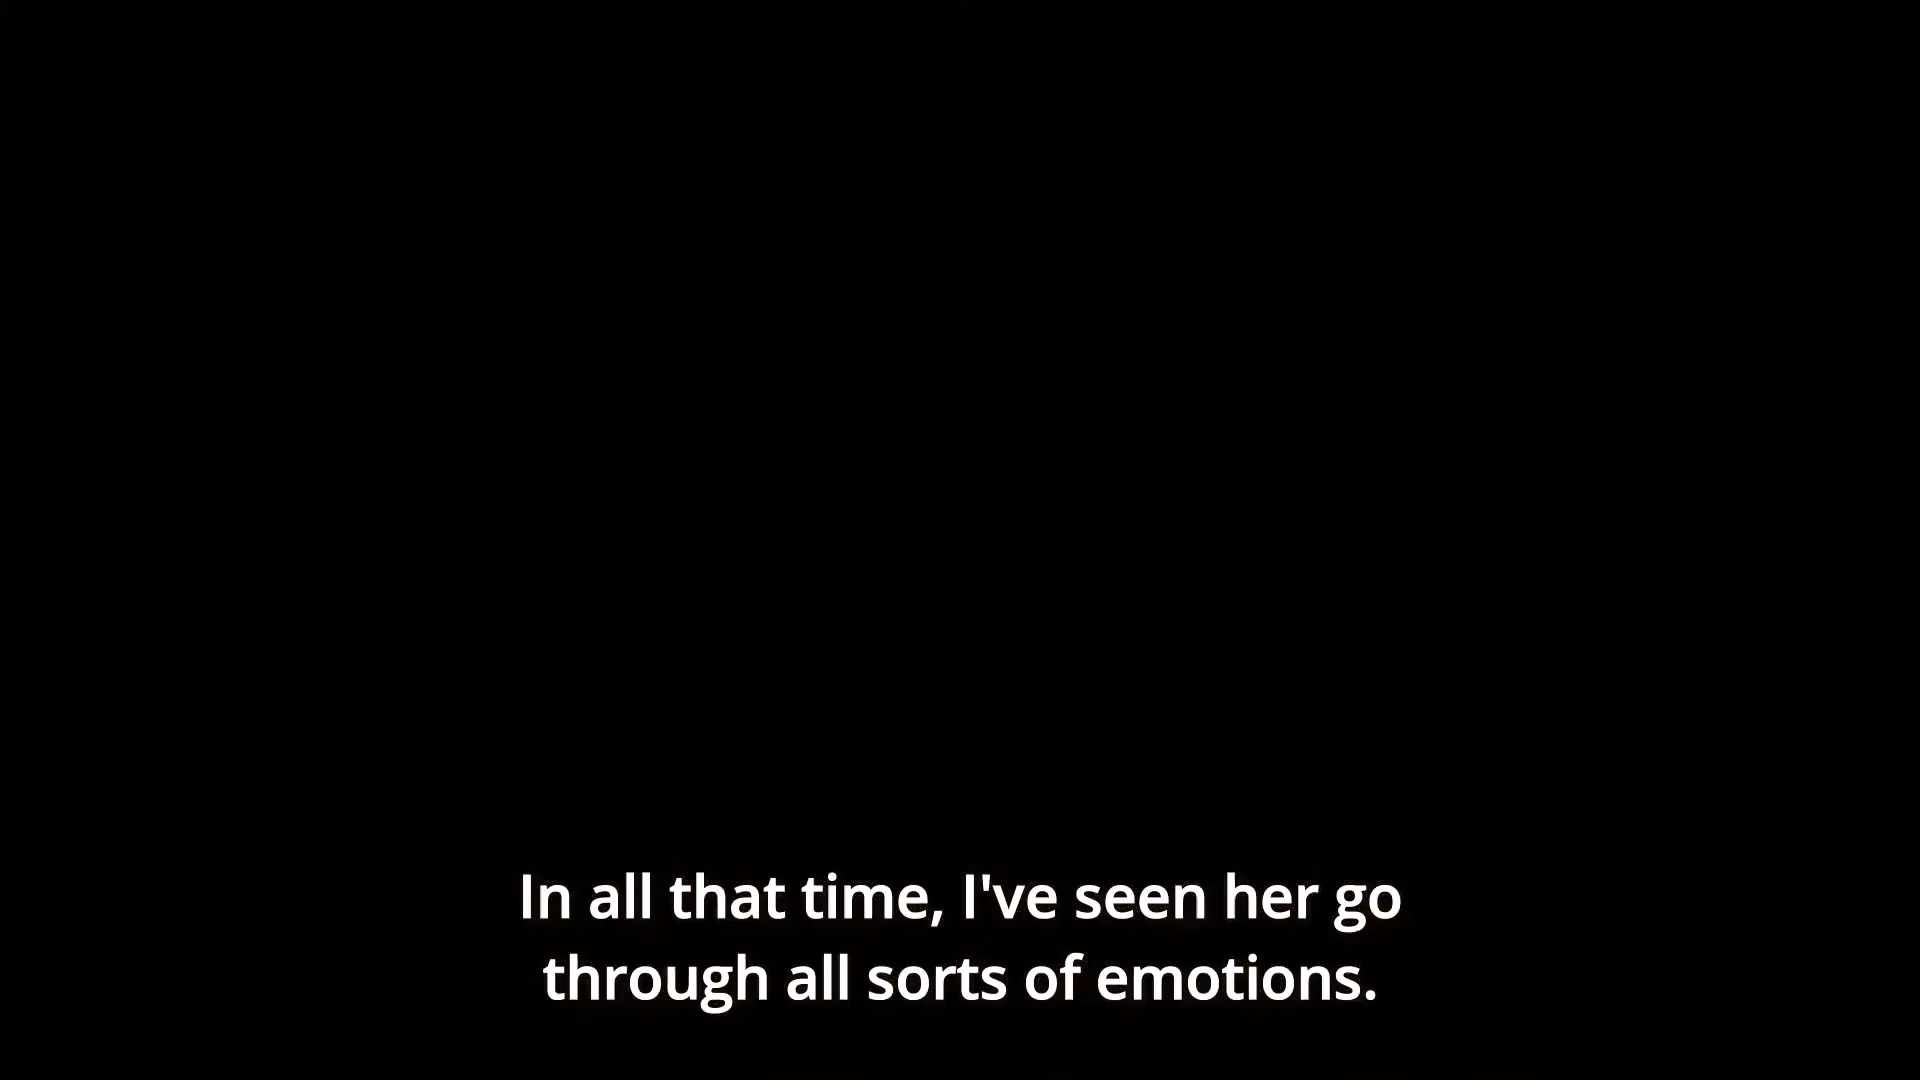 In all that time, I've seen her go
through all sorts of emotions.